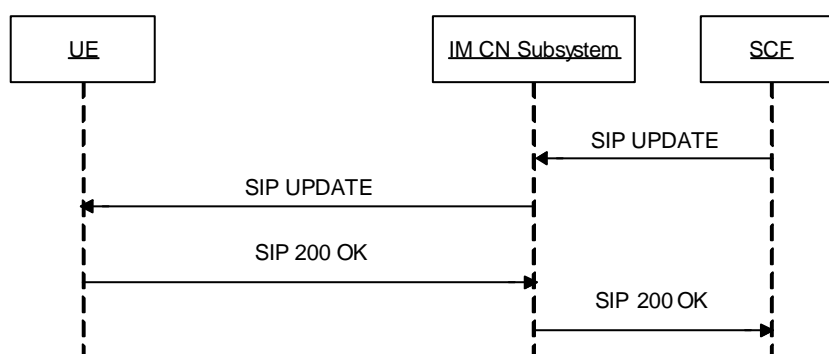 UE
IM CN Subsystem
SCF
SIP UPDATE
SIP UPDATE
SIP 200 OK
SIP 200 OK